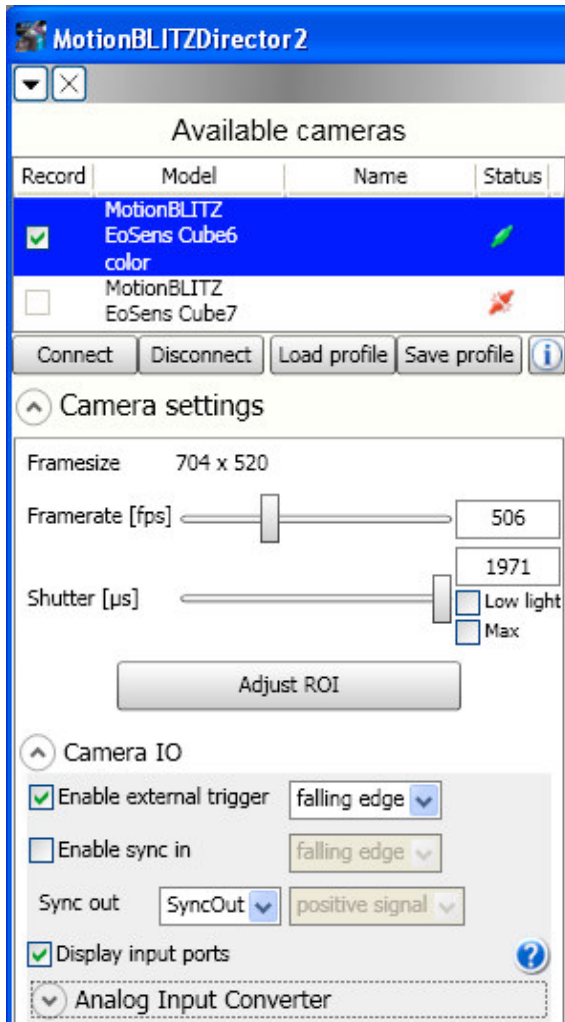 MotionBLITZDirector2
Available cameras
Record Model Name Status
MotionBLITZ
EoSens Cube6
color
MotionBLITZ
EoSens Cube7
Connect Disconnect Load profile Save profile i
Camera settings
Framesize 704 x 520
Framerate [fps] 506
1971
Shutter [µs] Low light
Max
Adjust ROI
Camera IO
Enable external trigger falling edge
Enable sync in falling edge
Sync out SyncOut positive signal
Display input ports ?
Analog Input Converter